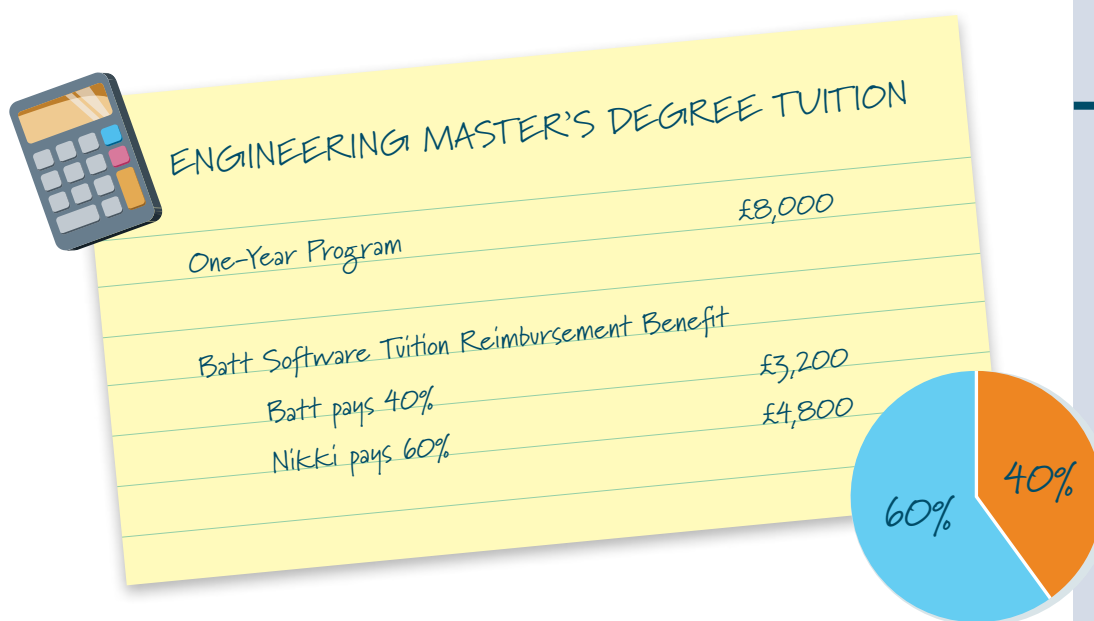 ENGINEERING MASTER'S DEGREE TUITION
One-Year Program £8,000
Batt Software Tuition Reimbursement Benefit
Batt pays 40% £3,200
Nikki pays 60% £4,800
60%
40%